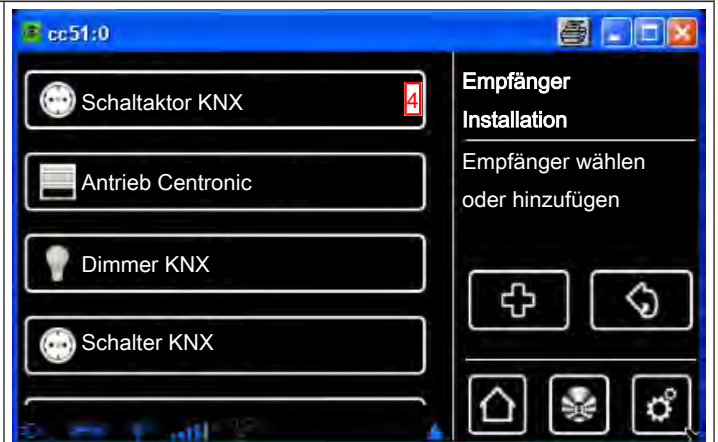 cc51:0
Schaltaktor KNX 4
Antrieb Centronic
Dimmer KNX
Schalter KNX
Empfänger
Installation
Empfänger wählen
oder hinzufügen